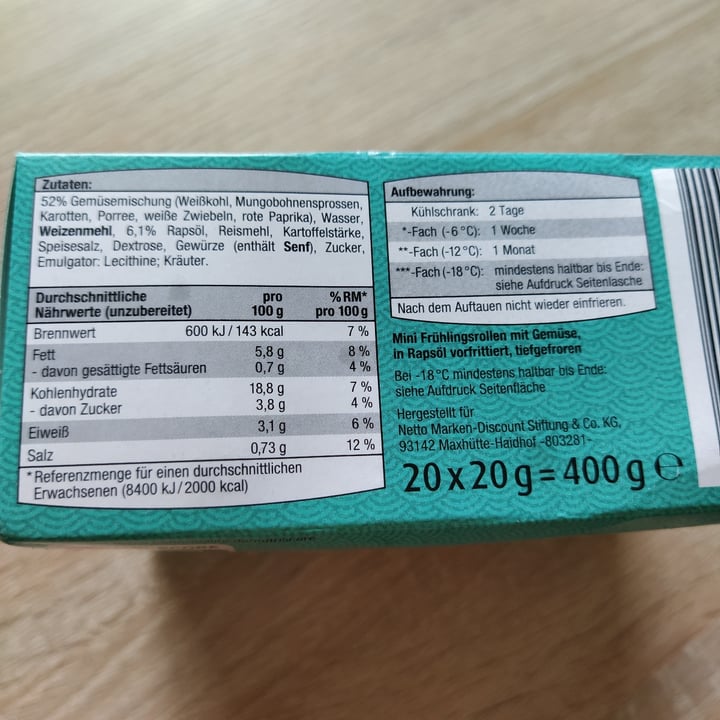 Zutaten:
52% Gemüsemischung (Weißkohl, Mungobohnensprossen,
Karotten, Porree, weiße Zwiebeln, rote Paprika), Wasser,
Weizenmehl, 6,1% Rapsöl, Reismehl, Kartoffelstärke,
Speisesalz, Dextrose, Gewürze (enthält Senf), Zucker,
Emulgator: Lecithine; Kräuter.
Durchschnittliche pro % RM*
Nährwerte (unzubereitet) 100 g pro 100 g
Brennwert 600 kJ / 143 kcal 7 %
Fett 5,8 g 8 %
- davon gesättigte Fettsäuren 0,7 g 4 %
Kohlenhydrate 18,8 g 7 %
- davon Zucker 3,8 g 4 %
Eiweiß 3,1 g 6 %
Salz 0,73 g 12 %
*Referenzmenge für einen durchschnittlichen
Erwachsenen (8400 kJ / 2000 kcal)
Aufbewahrung:
Kühlschrank: 2 Tage
*-Fach (-6 °C): 1 Woche
**-Fach (-12 °C): 1 Monat
***-Fach (-18 °C): mindestens haltbar bis Ende:
siehe Aufdruck Seitenlasche
Nach dem Auftauen nicht wieder einfrieren.
Mini Frühlingsrollen mit Gemüse,
in Rapsöl vorfrittiert, tiefgefroren
Bei -18 °C mindestens haltbar bis Ende:
siehe Aufdruck Seitenfläche
Hergestellt für
Netto Marken-Discount Stiftung & Co. KG,
93142 Maxhütte-Haidhof -803281-
20 x 20 g = 400 g e